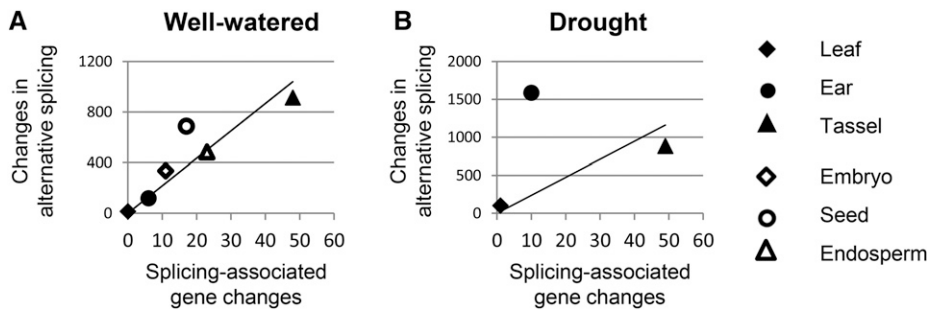 A Well-watered
Changes in
alternative splicing
1200
800
400
0
0 10 20 30 40 50 60
Splicing-associated
gene changes
B Drought
Changes in
alternative splicing
2000
1500
1000
500
0
0 10 20 30 40 50 60
Splicing-associated
gene changes
Leaf
Ear
Tassel
Embryo
Seed
Endosperm